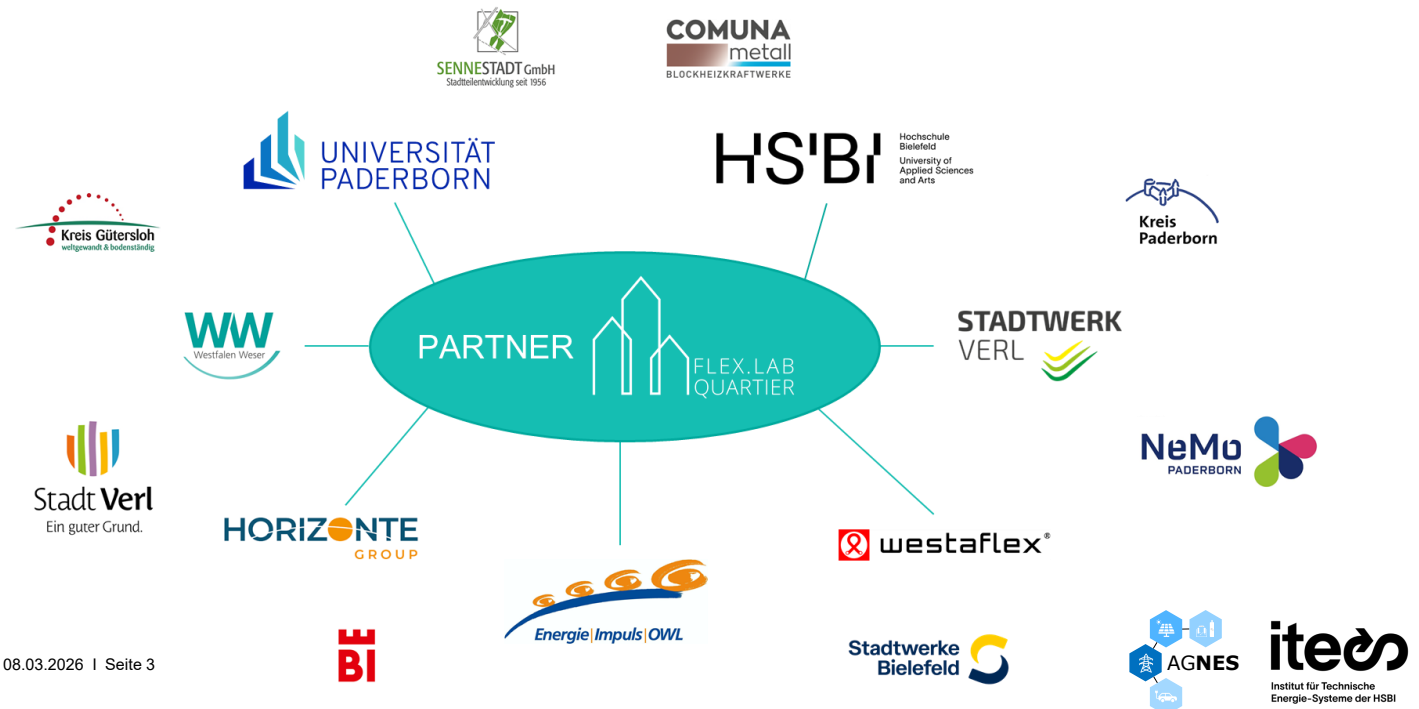 SENNESTADT GmbH
Stadtteilentwicklung seit 1956
COMUNA
metall
BLOCKHEIZKRAFTWERKE
UNIVERSITÄT
PADERBORN
HSBI
Hochschule
Bielefeld
University of
Applied Sciences
and Arts
Kreis Gütersloh
weltgewandt & bodenständig
Kreis
Paderborn
WW
Westfalen Weser
PARTNER
FLEX.LAB
QUARTIER
STADTWERK
VERL
Stadt Verl
Ein guter Grund.
NeMo
PADERBORN
HORIZONTE
GROUP
westaflex®
Energie|Impuls|OWL
BI
Stadtwerke
Bielefeld
AGNES
itees
Institut für Technische
Energie-Systeme der HSBI
08.03.2026 I Seite 3